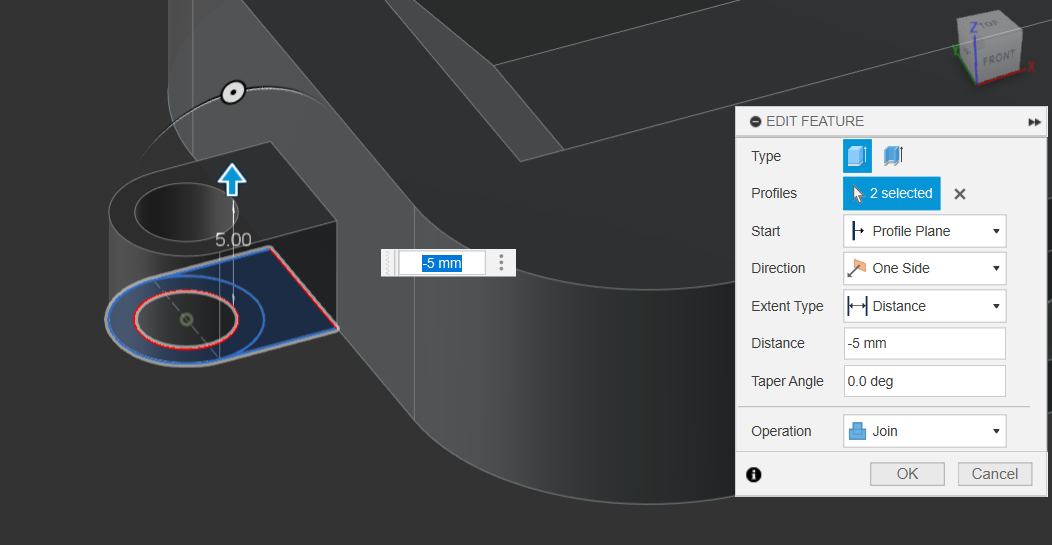 TOP
Z
FRONT
X
EDIT FEATURE
Type
Profiles
2 selected
Start
Profile Plane
5.00
-5 mm
Direction
One Side
Extent Type
Distance
Distance
-5 mm
Taper Angle
0.0 deg
Operation
Join
OK
Cancel